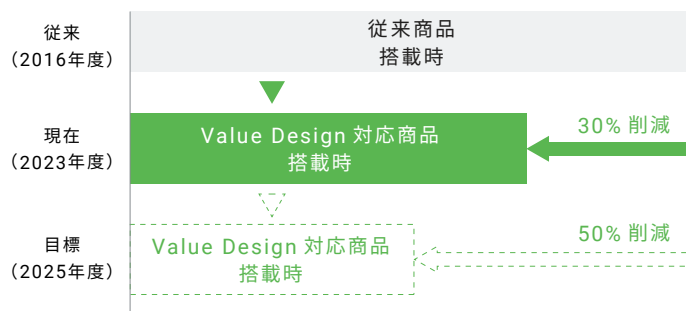 従来
（2016年度）
従来商品
搭載時
現在
（2023年度）
Value Design 対応商品
搭載時
30% 削減
目標
（2025年度）
Value Design 対応商品
搭載時
50% 削減